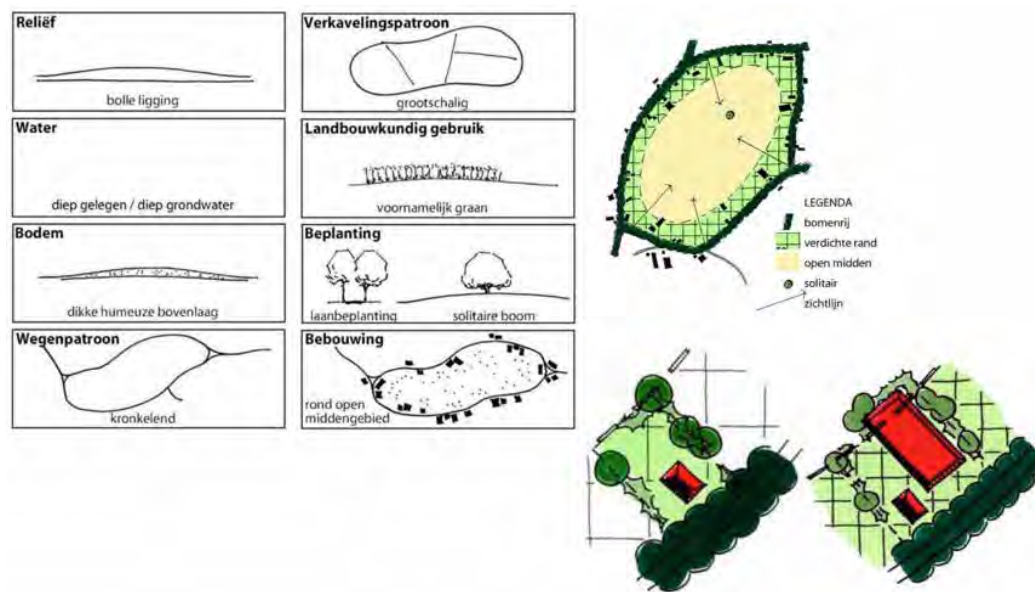 Reliëf
bolle ligging
Water
diep gelegen / diep grondwater
Bodem
dikke humeuze bovenlaag
Wegenpatroon
kronkelend
Verkavelingspatroon
grootschalig
Landbouwkundig gebruik
voornamelijk graan
Beplanting
laanbeplanting
solitaire boom
Bebouwing
rond open
middengebied
LEGENDA
bomenrij
verdichte rand
open midden
solitair
zichtlijn